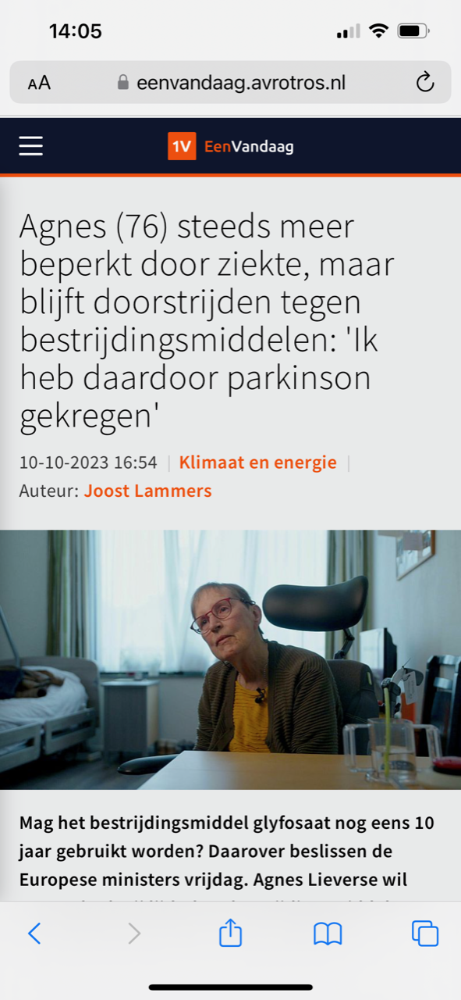 14:05
AA eenvandaag.avrotros.nl
1V EenVandaag
Agnes (76) steeds meer
beperkt door ziekte, maar
blijft doorstrijden tegen
bestrijdingsmiddelen: 'Ik
heb daardoor parkinson
gekregen'
10-10-2023 16:54 | Klimaat en energie |
Auteur: Joost Lammers
Mag het bestrijdingsmiddel glyfosaat nog eens 10
jaar gebruikt worden? Daarover beslissen de
Europese ministers vrijdag. Agnes Lieverse wil